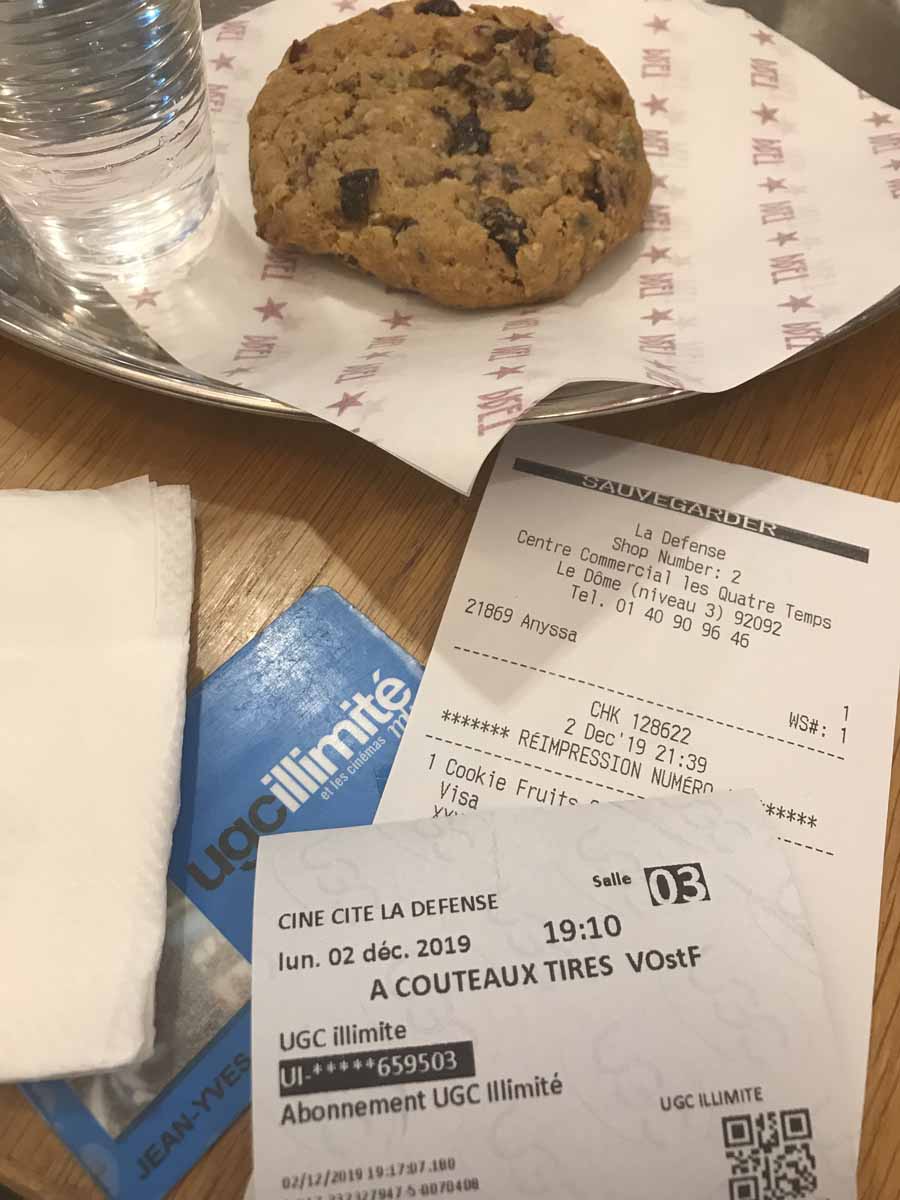 SAUVEGARDER
La Defense
Shop Number: 2
Centre Commercial les Quatre Temps
Le Dôme (niveau 3) 92092
Tel. 01 40 90 96 46
21869 Anyssa
1
CHK 128622 WS#: 1
2 Dec'19 21:39
******* RÉIMPRESSION NUMÉRO
1 Cookie Fruits
Visa
ugc illimité
et les cinémas
JEAN-YVES
Salle 03
CINE CITE LA DEFENSE
lun. 02 déc. 2019 19:10
A COUTEAUX TIRES VOstF
UGC illimite
UI-*****659503
Abonnement UGC Illimité
UGC ILLIMITE
02/12/2019 19:17:07.180